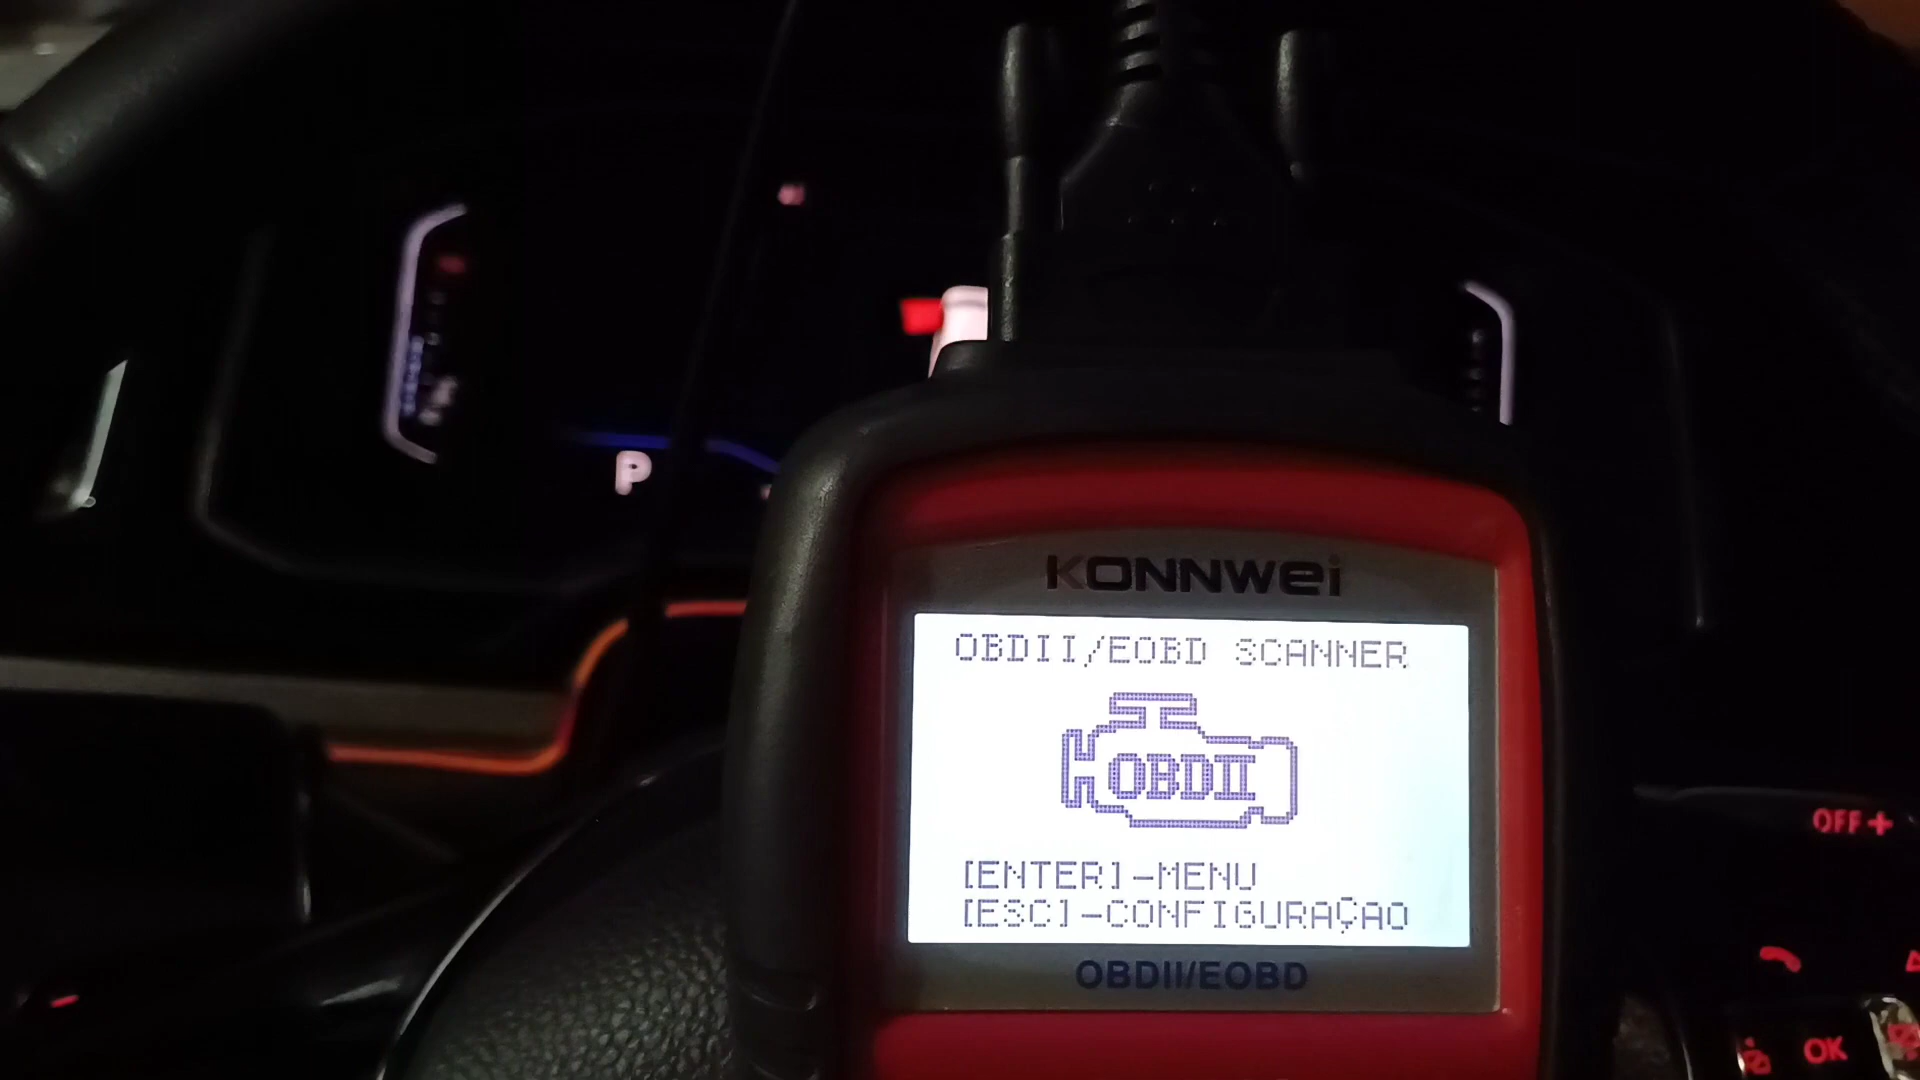 P
KONNWEI
OBDII/EOBD SCANNER
OBDII
[ENTER]-MENU
[ESC]-CONFIGURAÇAO
OBDII/EOBD
OFF +
OK